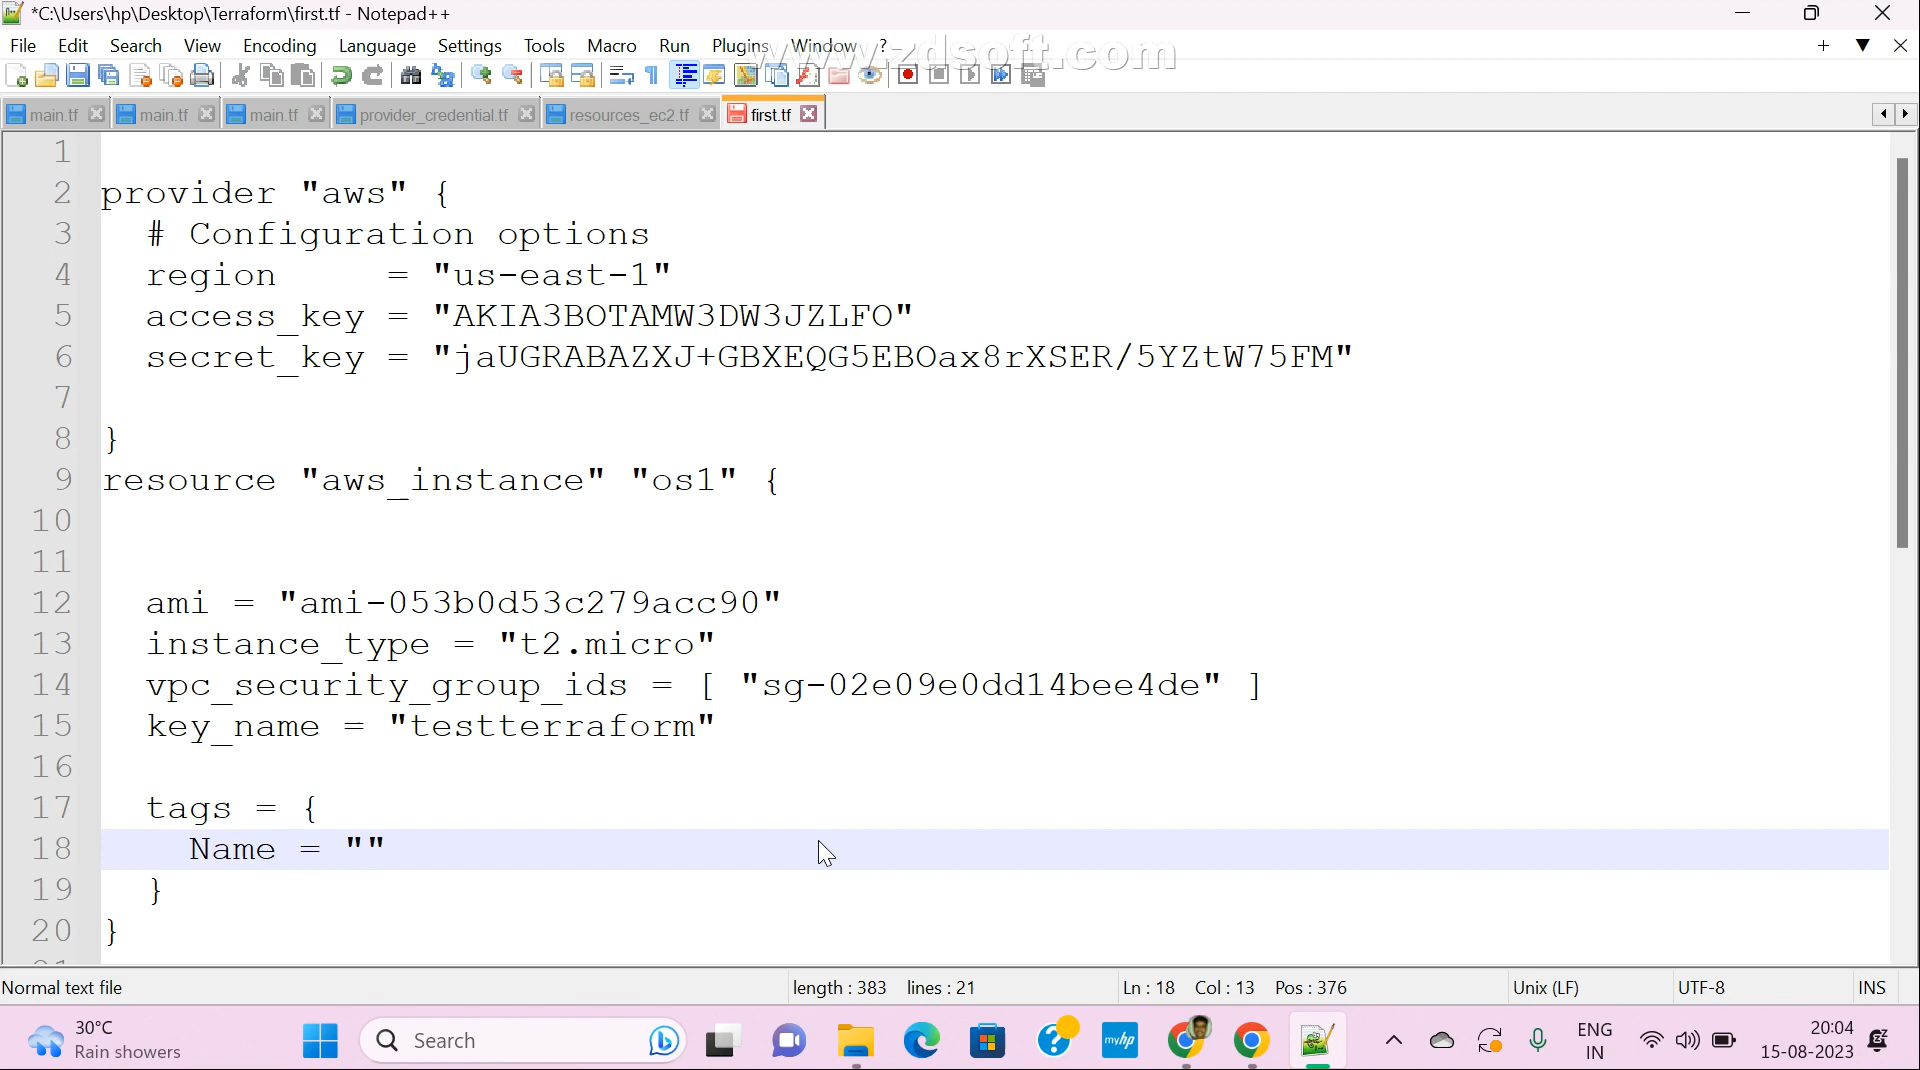 *C:\Users\hp\Desktop\Terraform\first.tf - Notepad++
File Edit Search View Encoding Language Settings Tools Macro Run Plugins Window ?
www.zdsoft.com
main.tf main.tf main.tf provider_credential.tf resources_ec2.tf first.tf
1
2 provider "aws" {
3 # Configuration options
4 region = "us-east-1"
5 access_key = "AKIA3BOTAMW3DW3JZLFO"
6 secret_key = "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"
7
8 }
9 resource "aws_instance" "os1" {
10
11
12 ami = "ami-053b0d53c279acc90"
13 instance_type = "t2.micro"
14 vpc_security_group_ids = [ "sg-02e09e0dd14bee4de" ]
15 key_name = "testterraform"
16
17 tags = {
18 Name = ""
19 }
20 }
Normal text file length : 383 lines : 21 Ln : 18 Col : 13 Pos : 376 Unix (LF) UTF-8 INS
30°C
Rain showers
Search
myhp
ENG
IN
20:04
15-08-2023